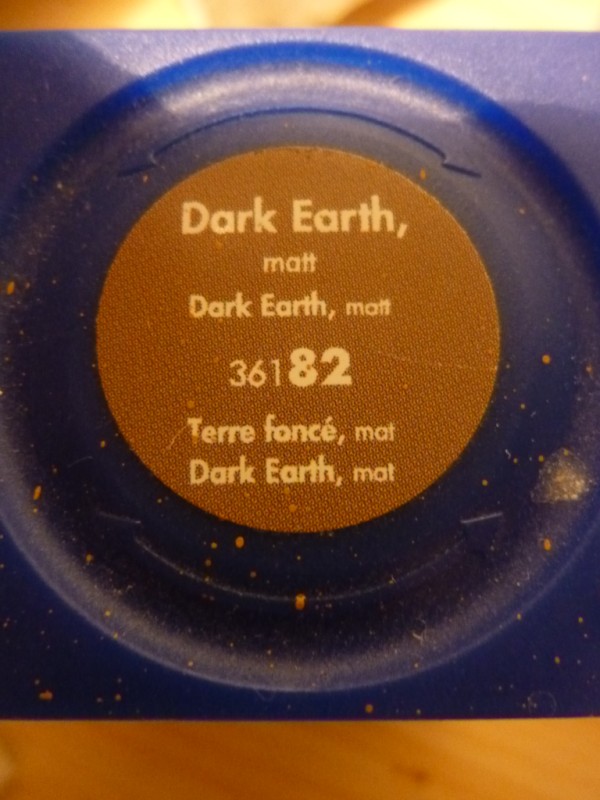 Dark Earth,
matt
Dark Earth, matt
36182
Terre foncé, mat
Dark Earth, mat